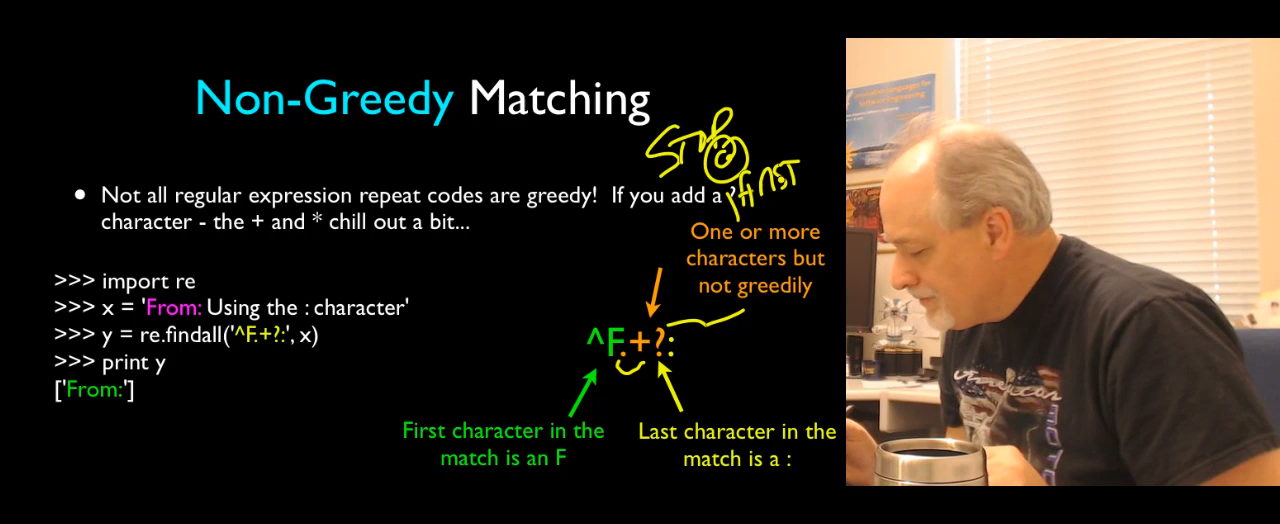 Non-Greedy Matching
STOP
FIRST
• Not all regular expression repeat codes are greedy! If you add a ?
character - the + and * chill out a bit...
One or more
characters but
not greedily
>>> import re
>>> x = 'From: Using the : character'
>>> y = re.findall('^F.+?:', x)
>>> print y
['From:']
^F.+?:
First character in the
match is an F
Last character in the
match is a :
American